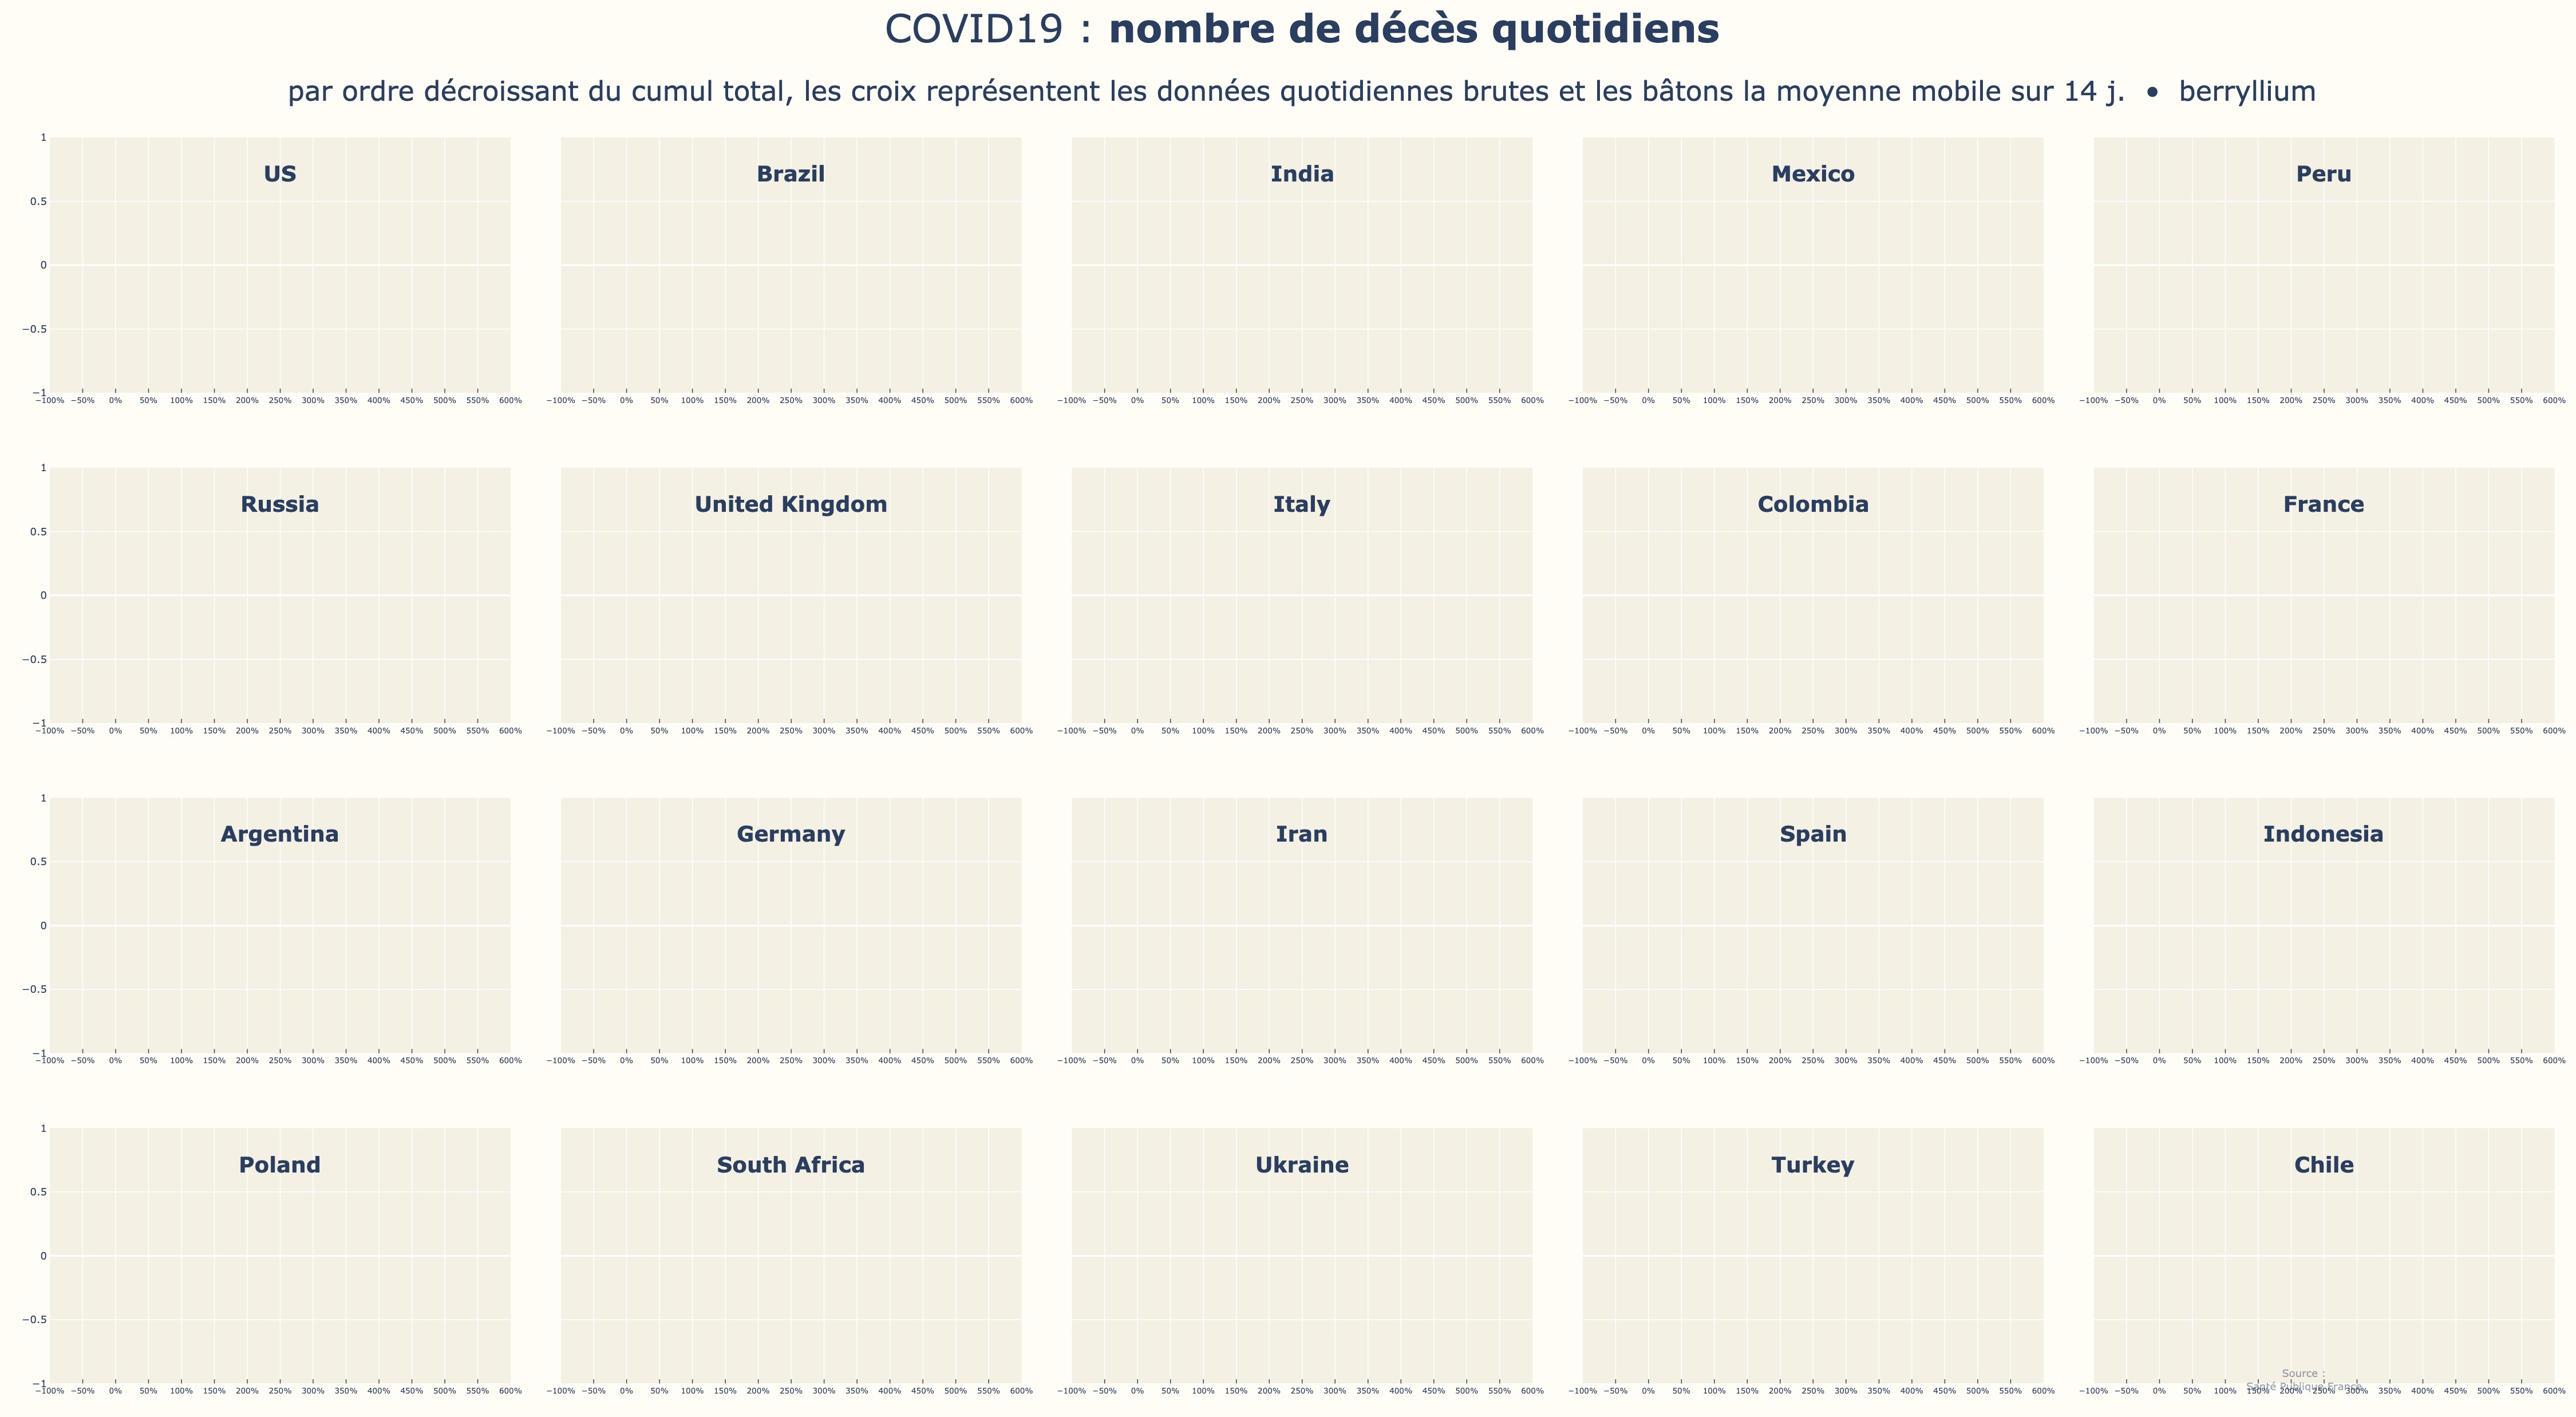 COVID19 : nombre de décès quotidiens
par ordre décroissant du cumul total, les croix représentent les données quotidiennes brutes et les bâtons la moyenne mobile sur 14 j. • berryllium
1
US Brazil India Mexico Peru
0.5
0
−0.5
−1
−100% −50% 0% 50% 100% 150% 200% 250% 300% 350% 400% 450% 500% 550% 600% −100% −50% 0% 50% 100% 150% 200% 250% 300% 350% 400% 450% 500% 550% 600% −100% −50% 0% 50% 100% 150% 200% 250% 300% 350% 400% 450% 500% 550% 600% −100% −50% 0% 50% 100% 150% 200% 250% 300% 350% 400% 450% 500% 550% 600% −100% −50% 0% 50% 100% 150% 200% 250% 300% 350% 400% 450% 500% 550% 600%
1
Russia United Kingdom Italy Colombia France
0.5
0
−0.5
−1
−100% −50% 0% 50% 100% 150% 200% 250% 300% 350% 400% 450% 500% 550% 600% −100% −50% 0% 50% 100% 150% 200% 250% 300% 350% 400% 450% 500% 550% 600% −100% −50% 0% 50% 100% 150% 200% 250% 300% 350% 400% 450% 500% 550% 600% −100% −50% 0% 50% 100% 150% 200% 250% 300% 350% 400% 450% 500% 550% 600% −100% −50% 0% 50% 100% 150% 200% 250% 300% 350% 400% 450% 500% 550% 600%
1
Argentina Germany Iran Spain Indonesia
0.5
0
−0.5
−1
−100% −50% 0% 50% 100% 150% 200% 250% 300% 350% 400% 450% 500% 550% 600% −100% −50% 0% 50% 100% 150% 200% 250% 300% 350% 400% 450% 500% 550% 600% −100% −50% 0% 50% 100% 150% 200% 250% 300% 350% 400% 450% 500% 550% 600% −100% −50% 0% 50% 100% 150% 200% 250% 300% 350% 400% 450% 500% 550% 600% −100% −50% 0% 50% 100% 150% 200% 250% 300% 350% 400% 450% 500% 550% 600%
1
Poland South Africa Ukraine Turkey Chile
0.5
0
−0.5
Source :
−1
Santé Publique France
−100% −50% 0% 50% 100% 150% 200% 250% 300% 350% 400% 450% 500% 550% 600% −100% −50% 0% 50% 100% 150% 200% 250% 300% 350% 400% 450% 500% 550% 600% −100% −50% 0% 50% 100% 150% 200% 250% 300% 350% 400% 450% 500% 550% 600% −100% −50% 0% 50% 100% 150% 200% 250% 300% 350% 400% 450% 500% 550% 600% −100% −50% 0% 50% 100% 150% 200% 250% 300% 350% 400% 450% 500% 550% 600%